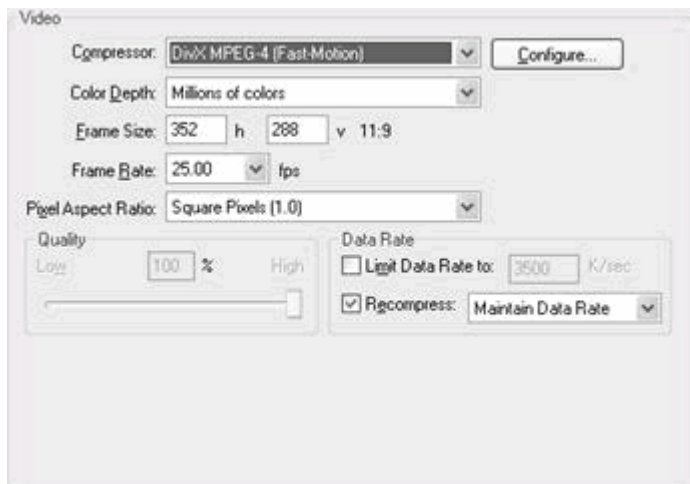 Video
Compressor: DivX MPEG-4 (Fast-Motion) Configure...
Color Depth: Millions of colors
Frame Size: 352 h 288 v 11:9
Frame Rate: 25.00 fps
Pixel Aspect Ratio: Square Pixels (1.0)
Quality
Low 100 % High
Data Rate
Limit Data Rate to: 3500 K/sec
Recompress: Maintain Data Rate